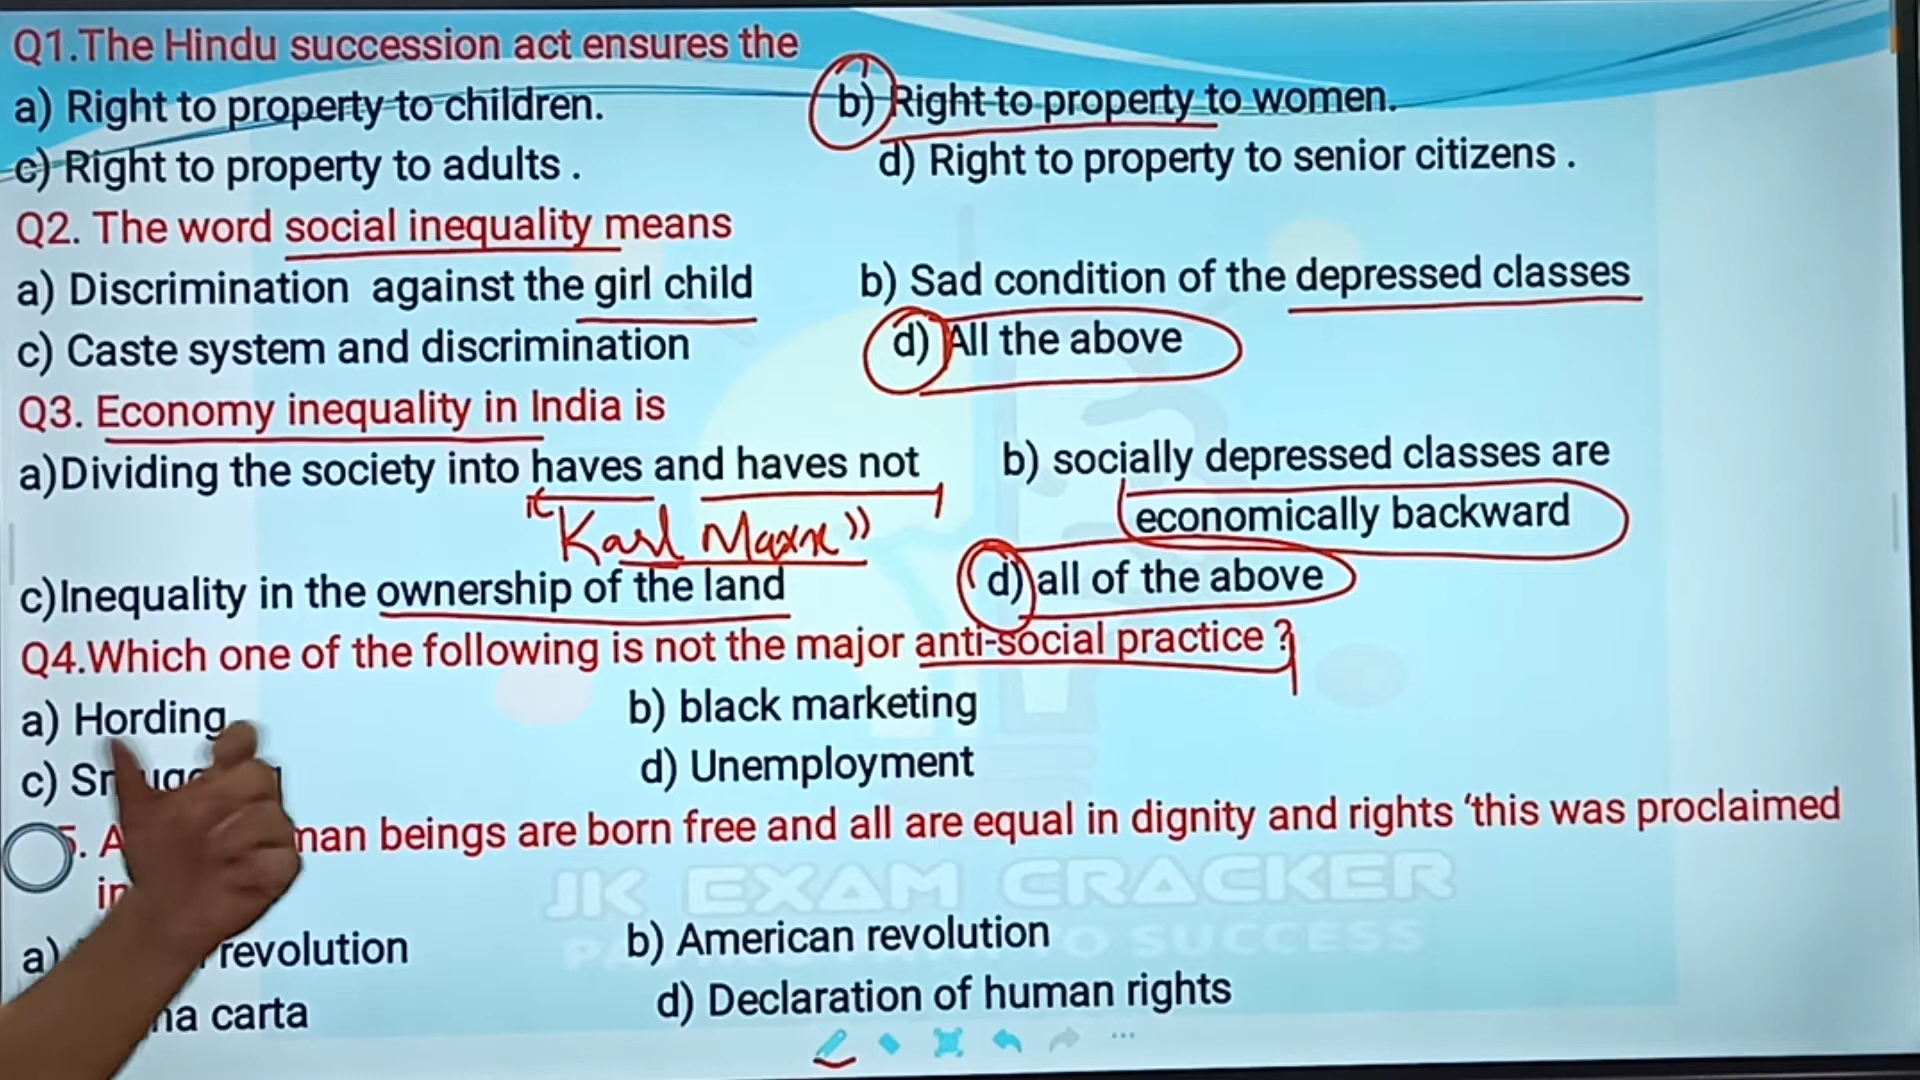 Q1.The Hindu succession act ensures the
a) Right to property to children. b) Right to property to women.
c) Right to property to adults . d) Right to property to senior citizens .
Q2. The word social inequality means
a) Discrimination against the girl child b) Sad condition of the depressed classes
c) Caste system and discrimination d) All the above
Q3. Economy inequality in India is
a)Dividing the society into haves and haves not b) socially depressed classes are
economically backward
"Karl Marx"
c)Inequality in the ownership of the land d) all of the above
Q4.Which one of the following is not the major anti-social practice ?
a) Hording b) black marketing
c) d) Unemployment
beings are born free and all are equal in dignity and rights ‘this was proclaimed
in
a) revolution b) American revolution
carta d) Declaration of human rights
JK EXAM CRACKER
TO SUCCESS